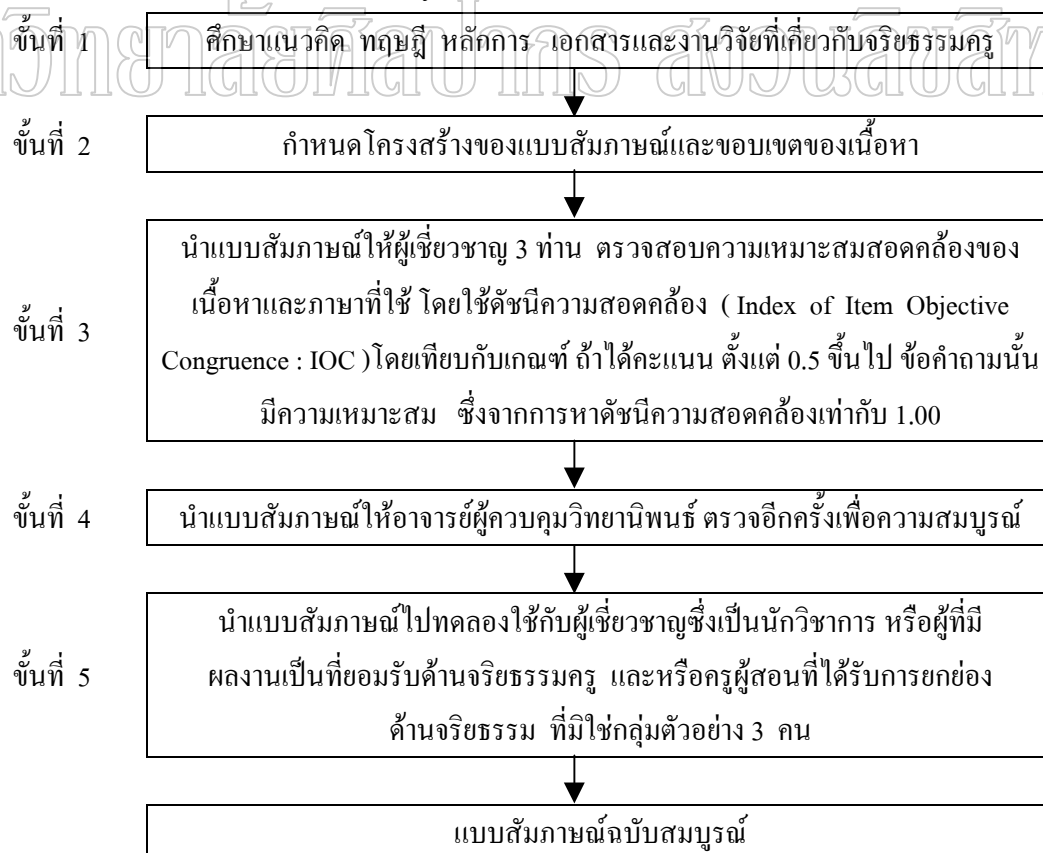 ขั้นที่ 1 ศึกษาแนวคิด ทฤษฎี หลักการ เอกสารและงานวิจัยที่เกี่ยวกับจริยธรรมครู
ขั้นที่ 2 กำหนดโครงสร้างของแบบสัมภาษณ์และขอบเขตของเนื้อหา
นำแบบสัมภาษณ์ให้ผู้เชี่ยวชาญ 3 ท่าน ตรวจสอบความเหมาะสมสอดคล้องของ
เนื้อหาและภาษาที่ใช้ โดยใช้ดัชนีความสอดคล้อง ( Index of Item Objective
ขั้นที่ 3
Congruence : IOC )โดยเทียบกับเกณฑ์ ถ้าได้คะแนน ตั้งแต่ 0.5 ขึ้นไป ข้อคำถามนั้น
มีความเหมาะสม ซึ่งจากการหาดัชนีความสอดคล้องเท่ากับ 1.00
ขั้นที่ 4 นำแบบสัมภาษณ์ให้อาจารย์ผู้ควบคุมวิทยานิพนธ์ ตรวจอีกครั้งเพื่อความสมบูรณ์
นำแบบสัมภาษณ์ไปทดลองใช้กับผู้เชี่ยวชาญซึ่งเป็นนักวิชาการ หรือผู้ที่มี
ขั้นที่ 5 ผลงานเป็นที่ยอมรับด้านจริยธรรมครู และหรือครูผู้สอนที่ได้รับการยกย่อง
ด้านจริยธรรม ที่มิใช่กลุ่มตัวอย่าง 3 คน
แบบสัมภาษณ์ฉบับสมบูรณ์